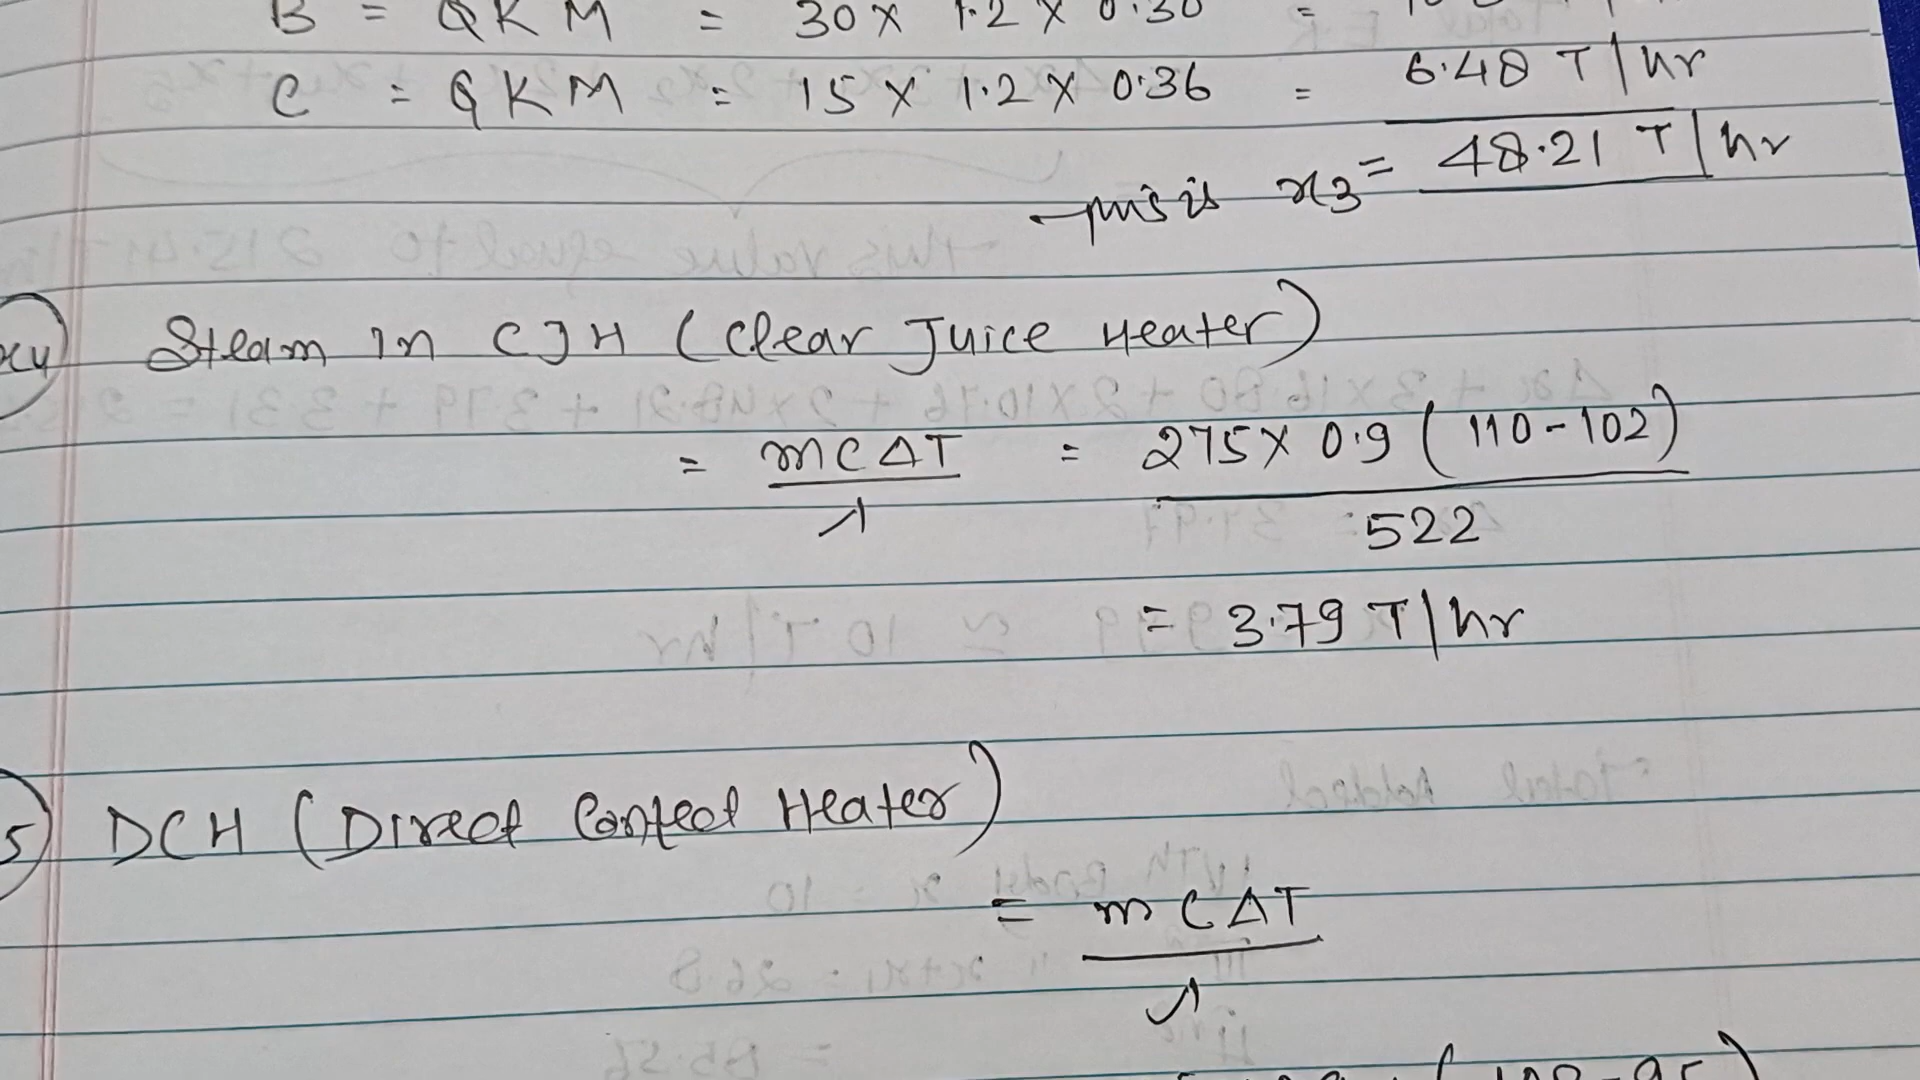 B = QKM = 30 x 1.2 x 0.30 =
C = QKM = 15 x 1.2 x 0.36 = 6.48 T/hr
This is x3 = 48.21 T/hr
x4) Steam in CJH (Clear Juice Heater)
= mCΔT/λ = 275 x 0.9 (110-102)/522
= 3.79 T/hr
5) DCH (Direct Contect Heater)
= mCΔT/λ